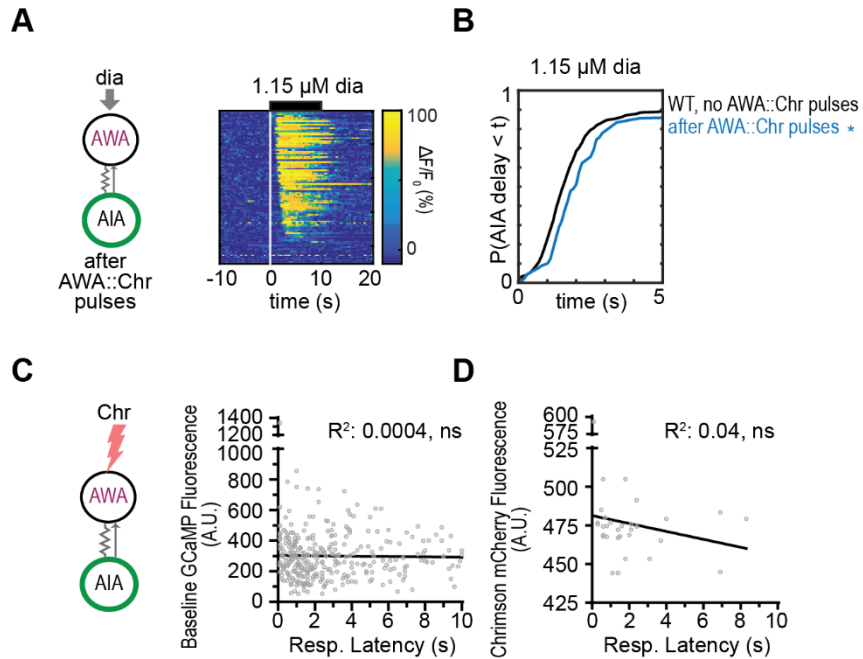 A
dia
AWA
AIA
after
AWA::Chr
pulses
1.15 µM dia
100
0
ΔF/F0 (%)
-10 0 10 20
time (s)
B
1.15 µM dia
WT, no AWA::Chr pulses
after AWA::Chr pulses *
P(AIA delay < t)
1
0
0 5
time (s)
C
Chr
AWA
AIA
Baseline GCaMP Fluorescence
(A.U.)
R²: 0.0004, ns
1400
1200
1000
800
600
400
200
0
0 2 4 6 8 10
Resp. Latency (s)
D
Chrimson mCherry Fluorescence
(A.U.)
R²: 0.04, ns
600
575
500
475
450
425
0 2 4 6 8 10
Resp. Latency (s)